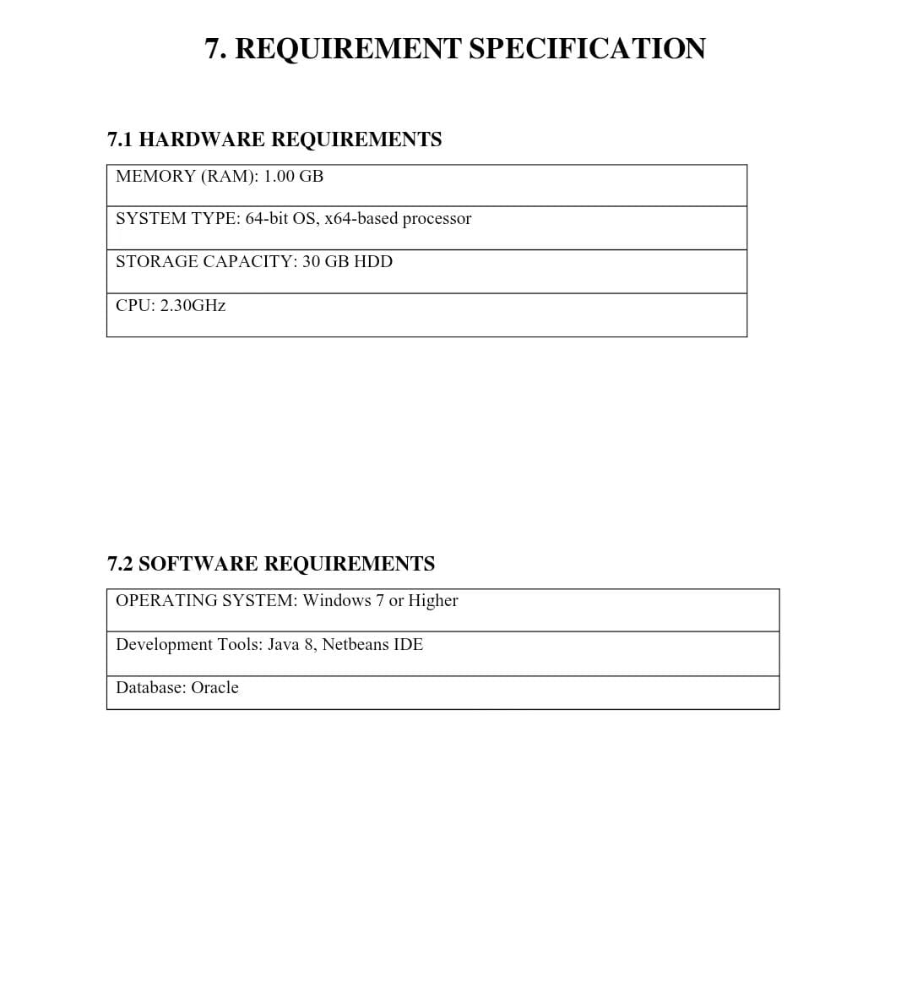 7. REQUIREMENT SPECIFICATION
7.1 HARDWARE REQUIREMENTS
MEMORY (RAM): 1.00 GB
SYSTEM TYPE: 64-bit OS, x64-based processor
STORAGE CAPACITY: 30 GB HDD
CPU: 2.30GHz
7.2 SOFTWARE REQUIREMENTS
OPERATING SYSTEM: Windows 7 or Higher
Development Tools: Java 8, Netbeans IDE
Database: Oracle